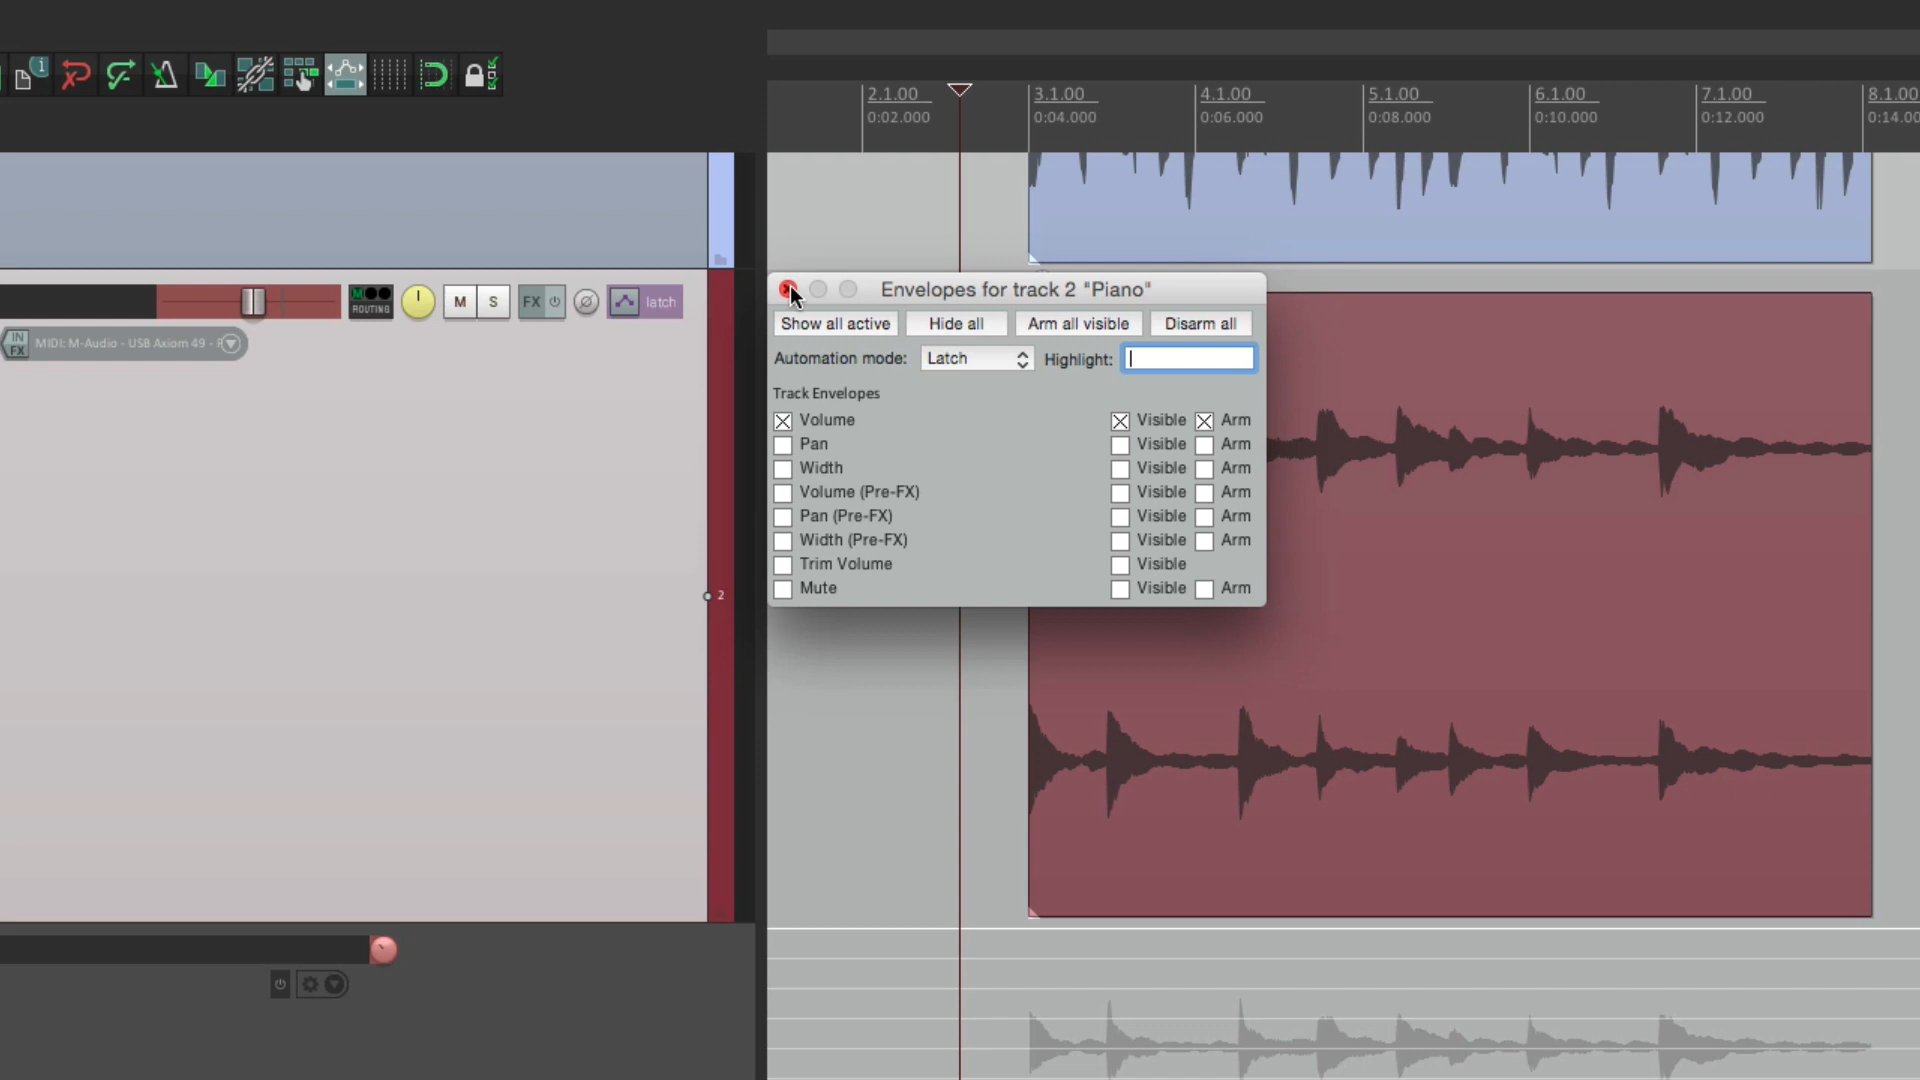 2.1.00 3.1.00 4.1.00 5.1.00 6.1.00 7.1.00 8.1.00
0:02.000 0:04.000 0:06.000 0:08.000 0:10.000 0:12.000 0:14.00
M
ROUTING
M S FX latch
IN
FX
MIDI: M-Audio - USB Axiom 49 -
2
Envelopes for track 2 "Piano"
Show all active Hide all Arm all visible Disarm all
Automation mode: Latch Highlight:
Track Envelopes
Volume Visible Arm
Pan Visible Arm
Width Visible Arm
Volume (Pre-FX) Visible Arm
Pan (Pre-FX) Visible Arm
Width (Pre-FX) Visible Arm
Trim Volume Visible
Mute Visible Arm